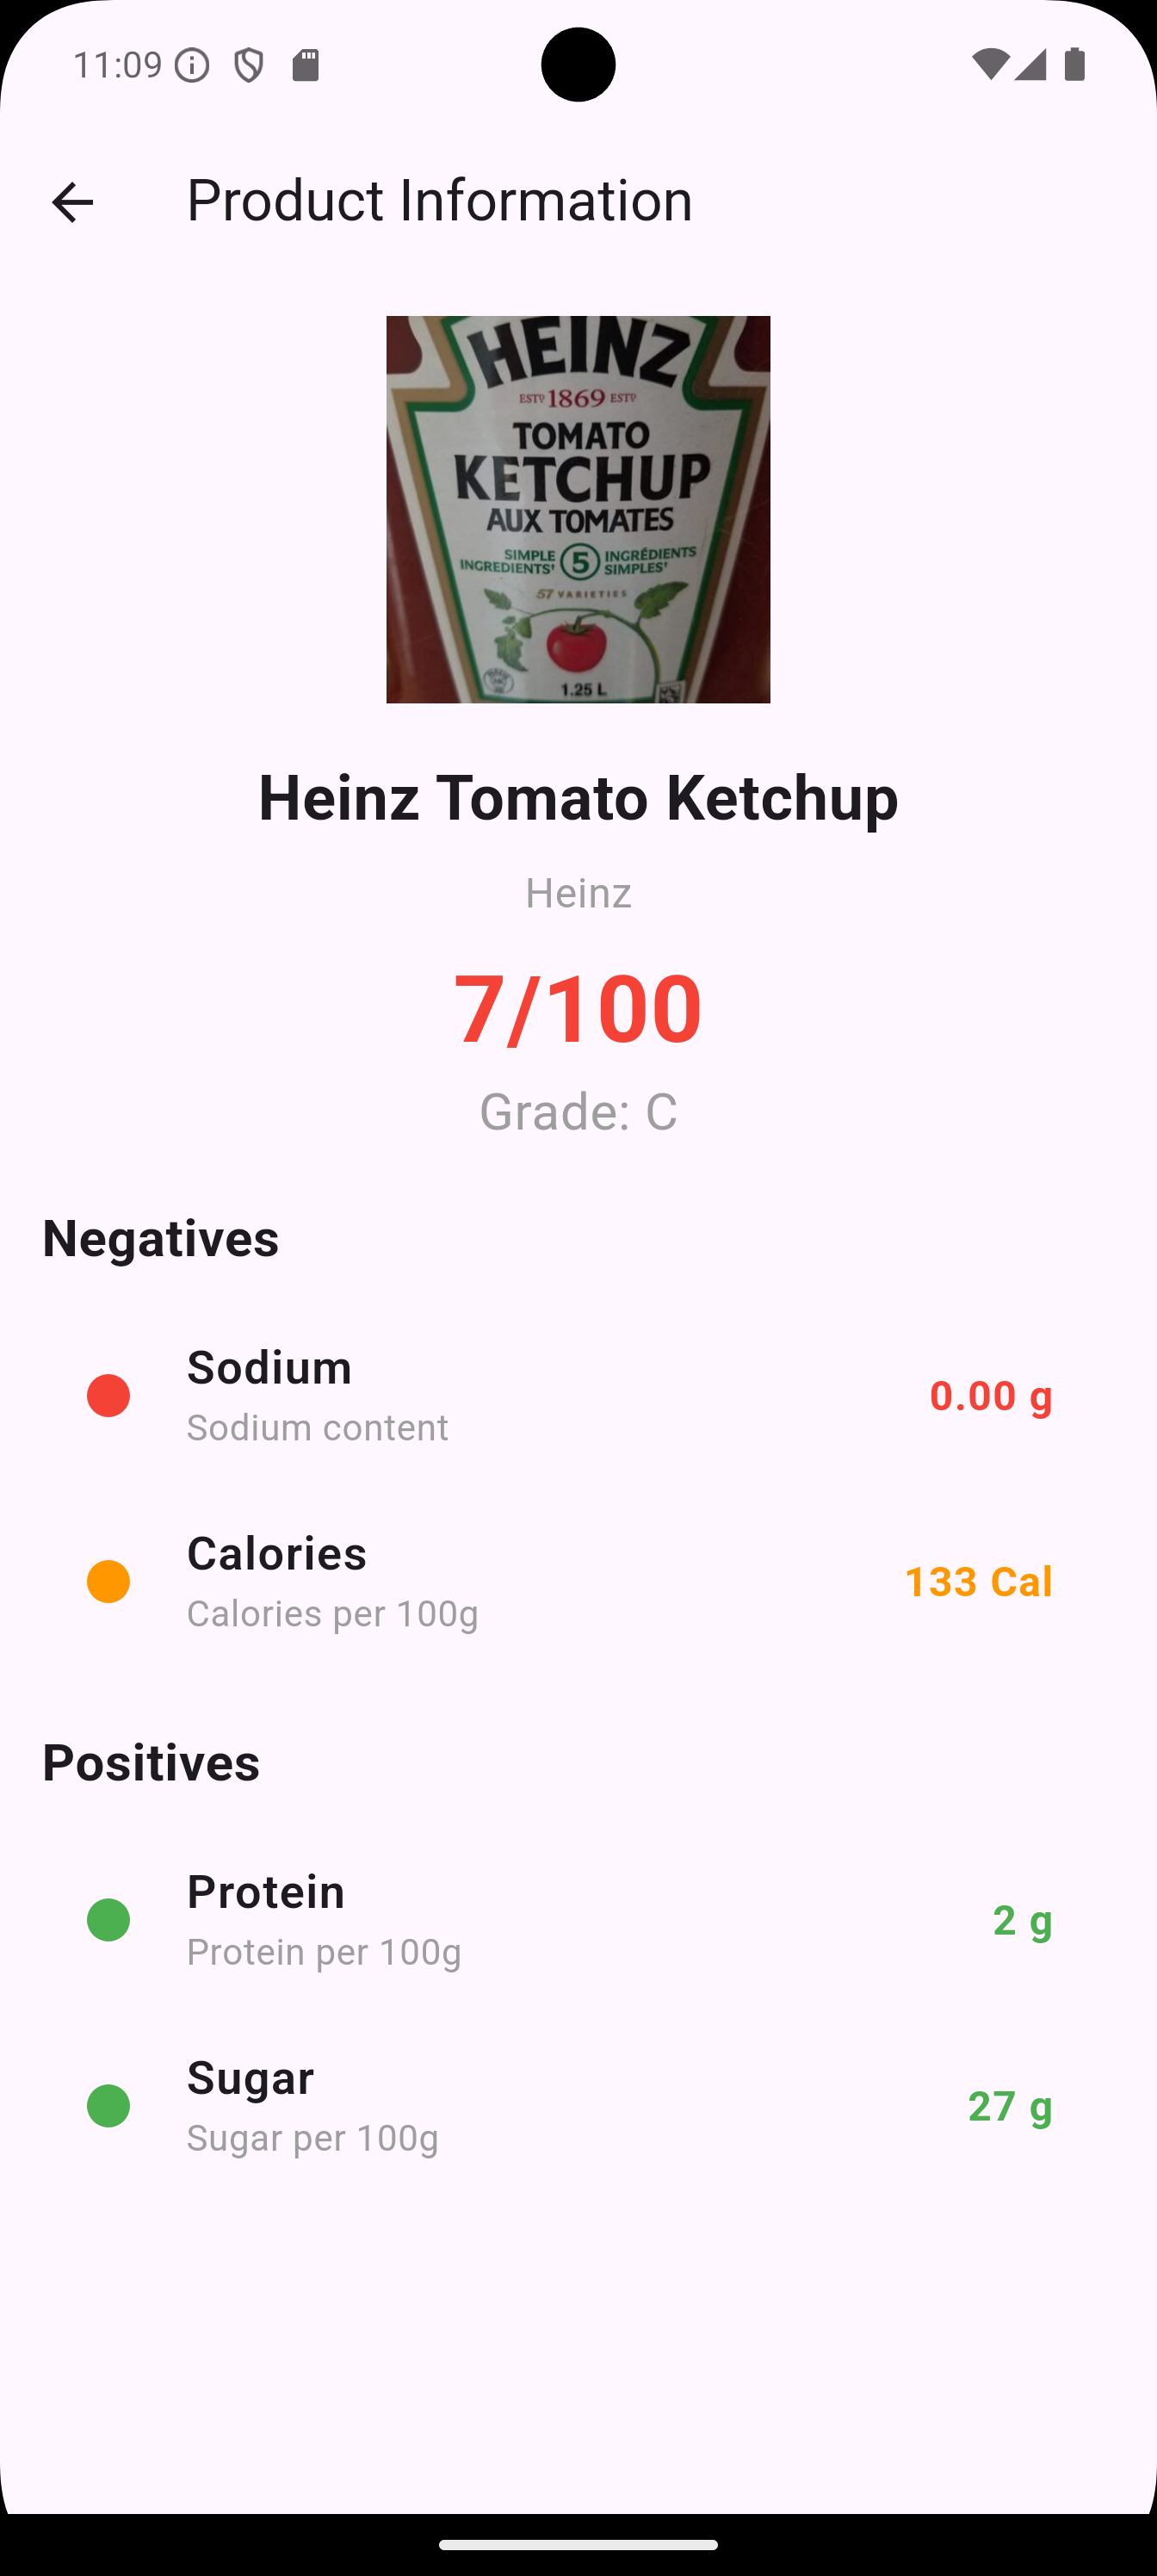 11:09
Product Information
HEINZ
ESTD 1869 ESTD
TOMATO
KETCHUP
AUX TOMATES
SIMPLE INGREDIENTS' 5 INGRÉDIENTS SIMPLES'
57 VARIETIES
1.25 L
Heinz Tomato Ketchup
Heinz
7/100
Grade: C
Negatives
Sodium
0.00 g
Sodium content
Calories
133 Cal
Calories per 100g
Positives
Protein
2 g
Protein per 100g
Sugar
27 g
Sugar per 100g